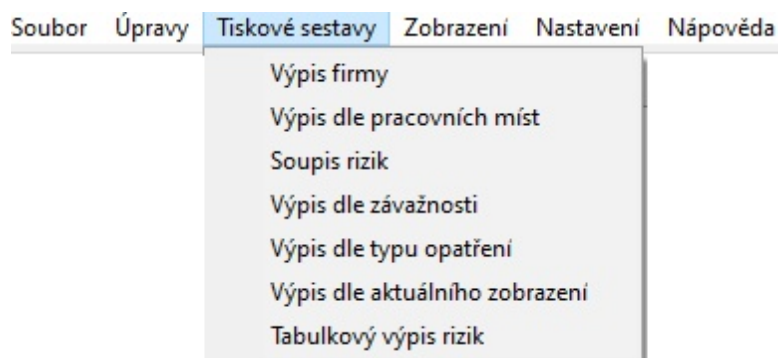 Soubor Úpravy Tiskové sestavy Zobrazení Nastavení Nápověda
Výpis firmy
Výpis dle pracovních míst
Soupis rizik
Výpis dle závažnosti
Výpis dle typu opatření
Výpis dle aktuálního zobrazení
Tabulkový výpis rizik